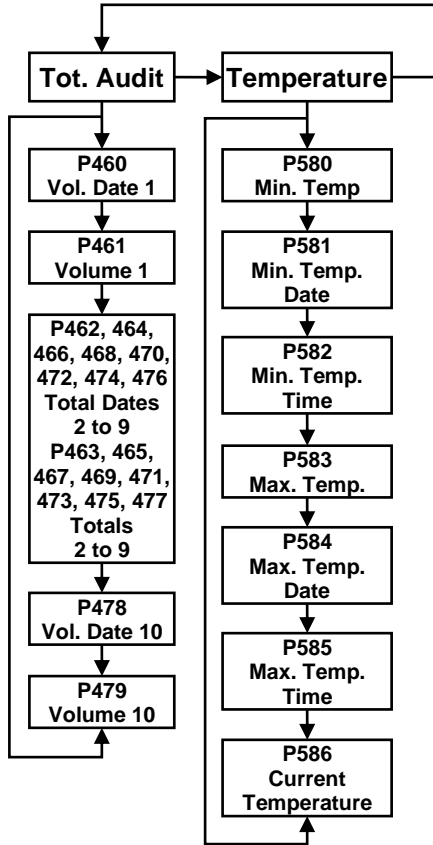 Tot. Audit
P460
Vol. Date 1
P461
Volume 1
P462, 464,
466, 468, 470,
472, 474, 476
Total Dates
2 to 9
P463, 465,
467, 469, 471,
473, 475, 477
Totals
2 to 9
P478
Vol. Date 10
P479
Volume 10
Temperature
P580
Min. Temp
P581
Min. Temp.
Date
P582
Min. Temp.
Time
P583
Max. Temp.
P584
Max. Temp.
Date
P585
Max. Temp.
Time
P586
Current
Temperature